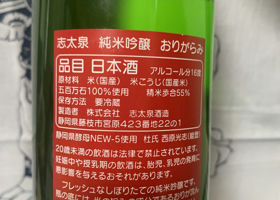 志太泉 純米吟醸 おりがらみ
品目 日本酒 アルコール分16度
原材料 米(国産) 米こうじ(国産米)
五百万石100%使用 精米歩合55%
保存方法 要冷蔵
製造者 株式会社 志太泉酒造
静岡県藤枝市宮原423番地22の1
静岡県酵母NEW-5使用 杜氏 西原光志(能登)
20歳未満の飲酒は法律で禁止されています。
妊娠中や授乳期の飲酒は、胎児、乳児の発育に
悪影響を与えるおそれがあります。
フレッシュなしぼりたての純米吟醸です。